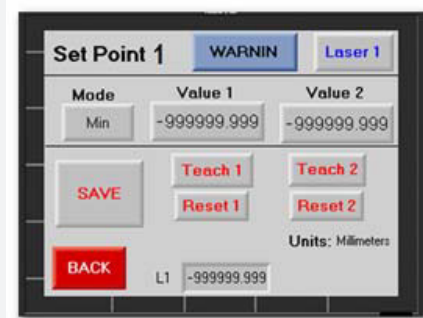 Set Point 1 WARNIN Laser 1
Mode Value 1 Value 2
Min -999999.999 -999999.999
SAVE Teach 1 Teach 2
Reset 1 Reset 2
Units: Millimeters
BACK L1 -999999.999